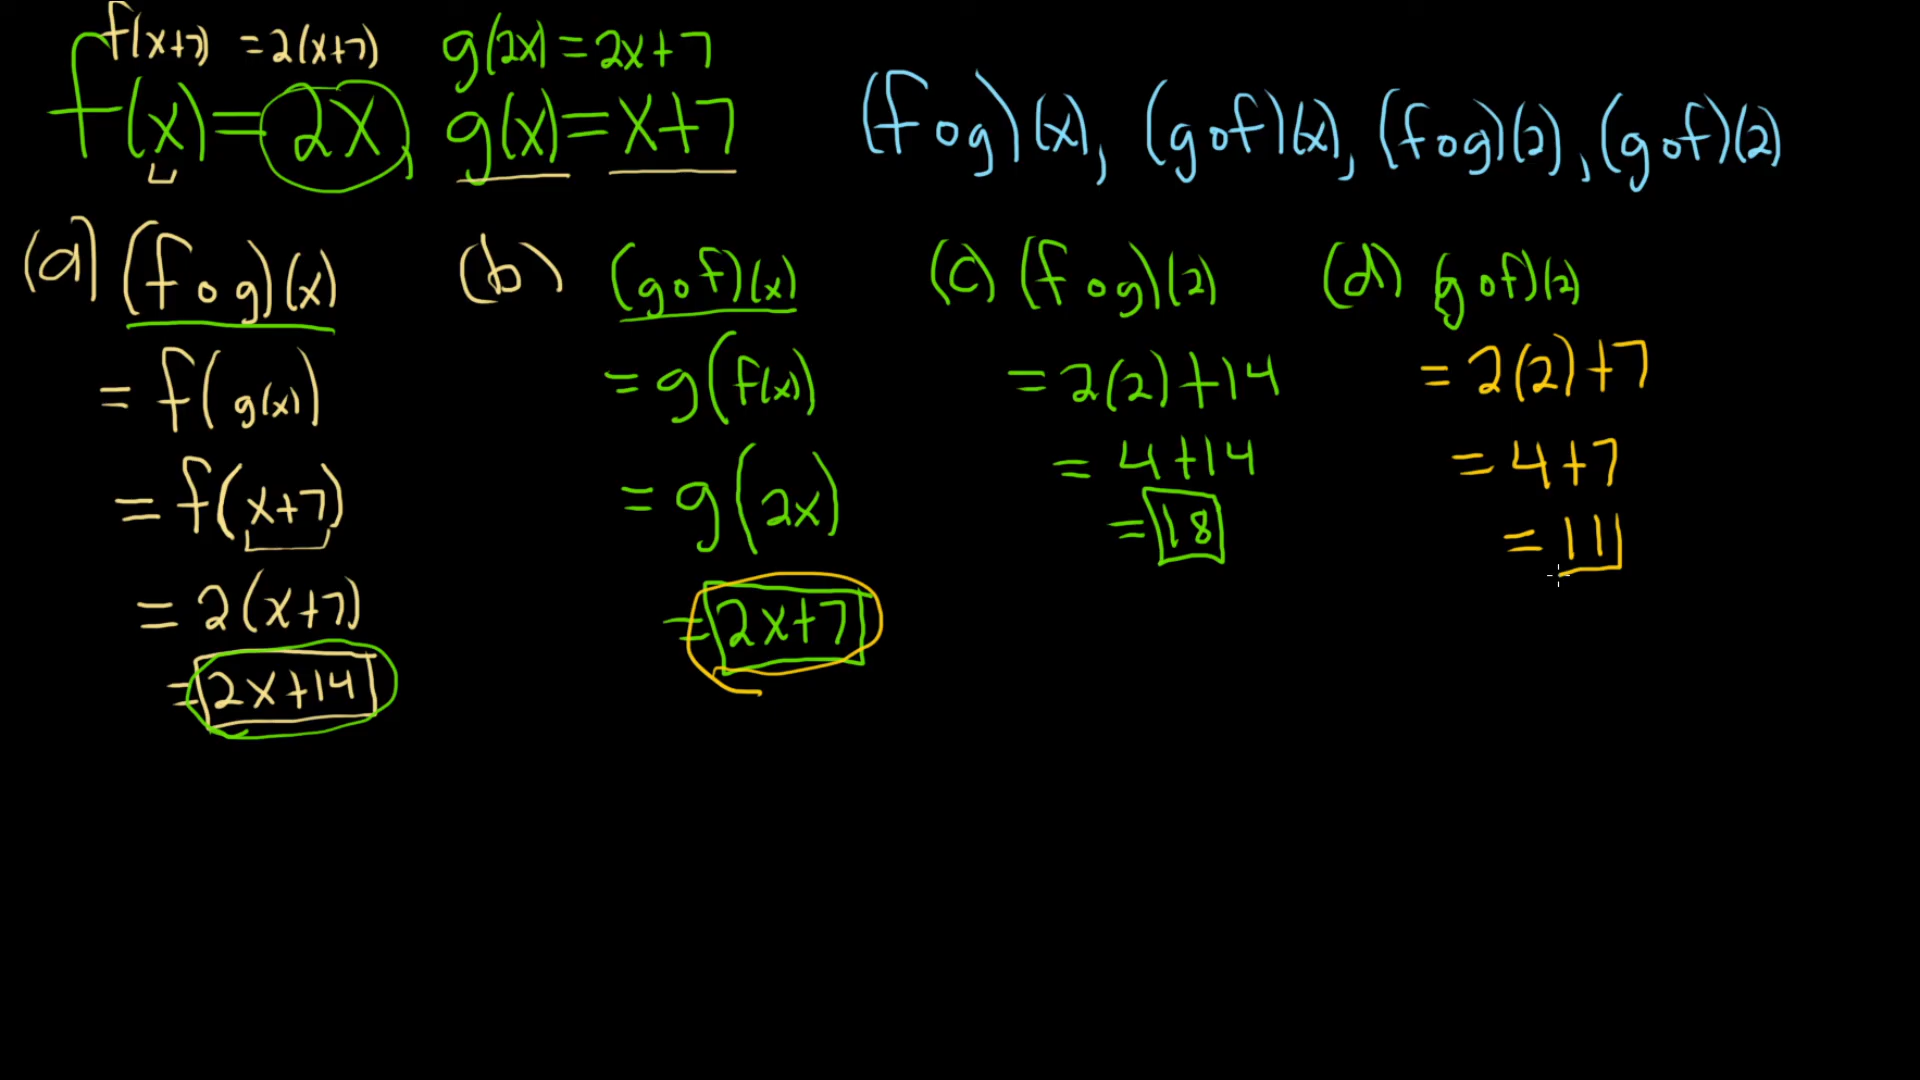 f(x+7) = 2(x+7)
g(2x) = 2x+7
f(x) = 2x, g(x) = x+7
(f o g)(x), (g o f)(x), (f o g)(2), (g o f)(2)
(a) (f o g)(x)
= f(g(x))
= f(x+7)
= 2(x+7)
= 2x+14
(b) (g o f)(x)
= g(f(x))
= g(2x)
= 2x+7
(c) (f o g)(2)
= 2(2)+14
= 4+14
= 18
(d) (g o f)(2)
= 2(2)+7
= 4+7
= 11